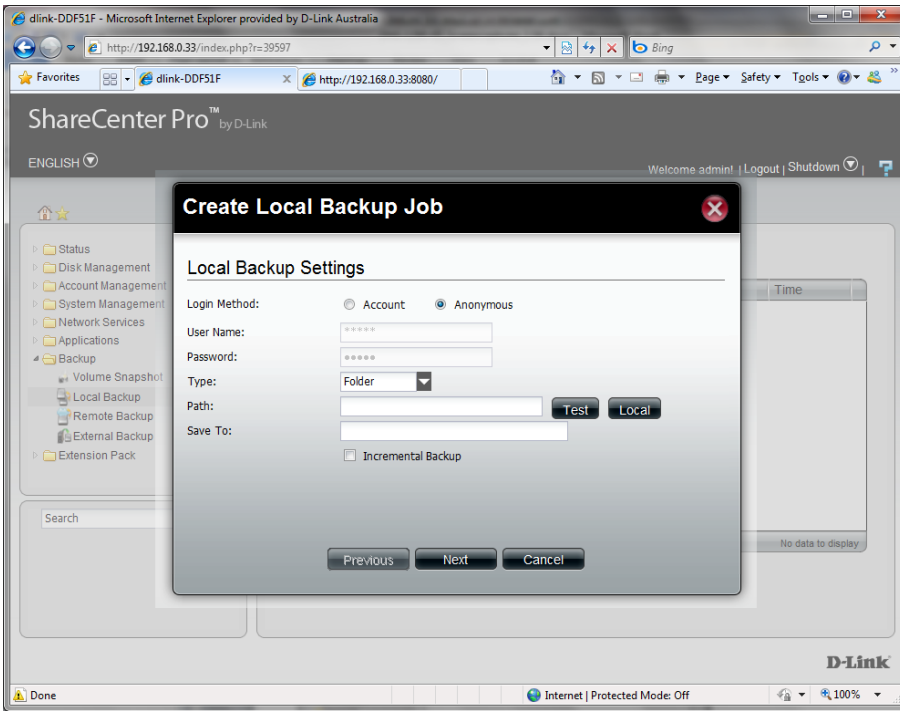 dlink-DDF51F - Microsoft Internet Explorer provided by D-Link Australia
http://192.168.0.33/index.php?r=39597
Bing
Favorites
dlink-DDF51F
http://192.168.0.33:8080/
Page
Safety
Tools
ShareCenter Pro™ by D-Link
ENGLISH
Welcome admin! | Logout | Shutdown |
Create Local Backup Job
Status
Disk Management
Account Management
System Management
Network Services
Applications
Backup
Volume Snapshot
Local Backup
Remote Backup
External Backup
Extension Pack
Search
Time
Local Backup Settings
Login Method:
Account
Anonymous
User Name:
*****
Password:
•••••
Type:
Folder
Path:
Test
Local
Save To:
Incremental Backup
Previous
Next
Cancel
No data to display
D-Link
Done
Internet | Protected Mode: Off
100%